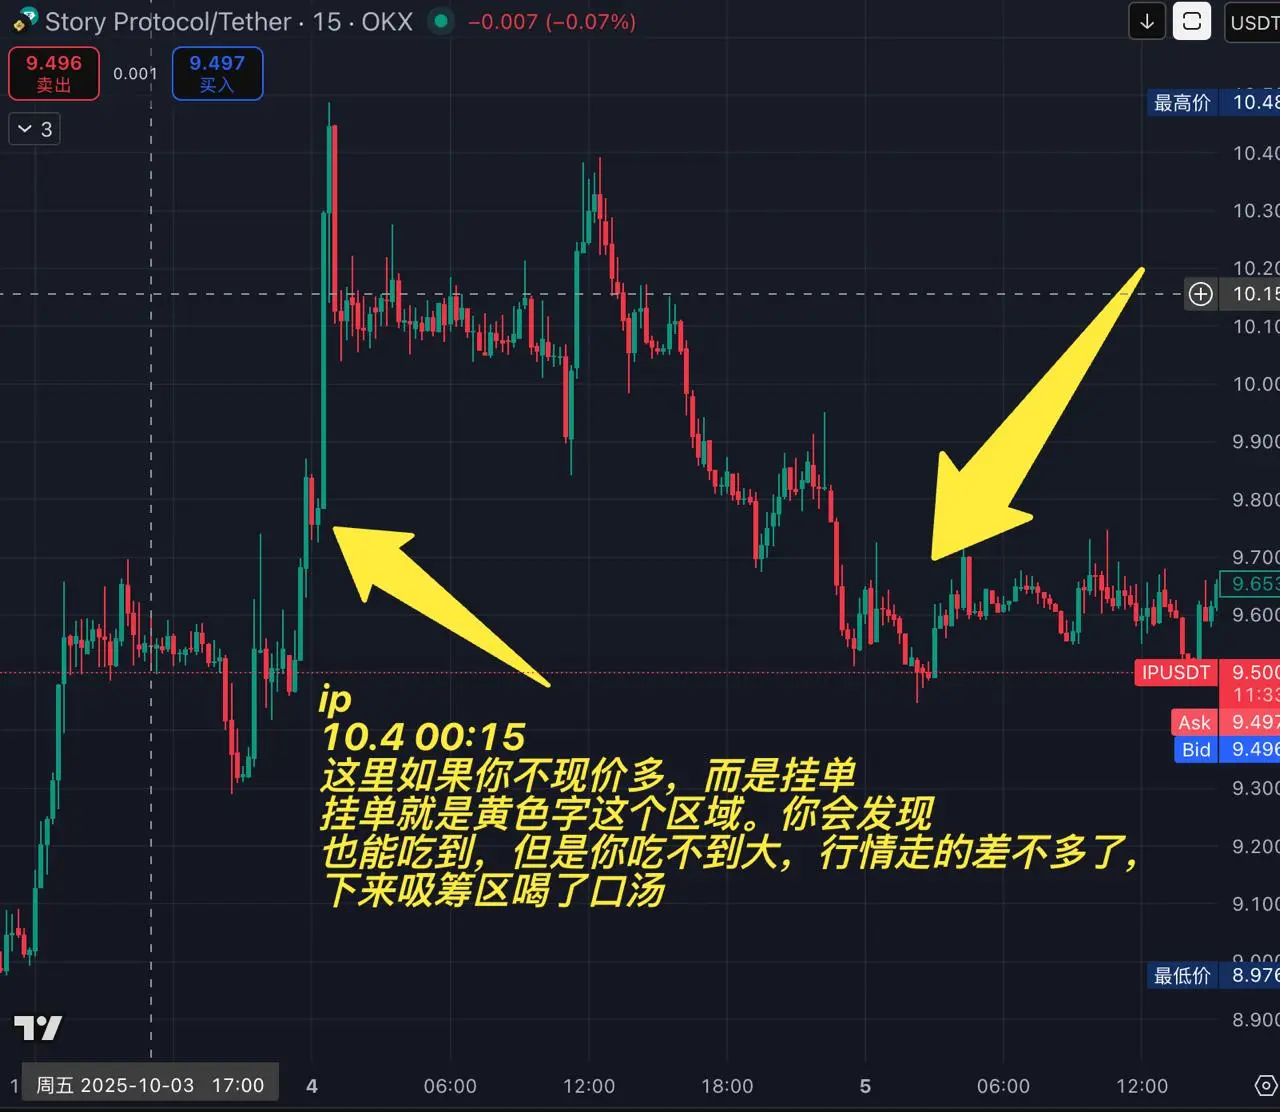 Story Protocol/Tether · 15 · OKX
−0.007 (−0.07%)
USDT
9.496
卖出
0.001
9.497
买入
3
最高价 10.48
10.40
10.30
10.20
10.15
10.10
10.00
9.900
9.800
9.700
9.653
9.600
IPUSDT 9.500
11:33
Ask 9.497
Bid 9.496
9.300
9.200
9.100
9.000
最低价 8.976
8.900
ip
10.4 00:15
这里如果你不现价多，而是挂单
挂单就是黄色字这个区域。你会发现
也能吃到，但是你吃不到大，行情走的差不多了，
下来吸筹区喝了口汤
周五 2025-10-03 17:00
4
06:00
12:00
18:00
5
06:00
12:00